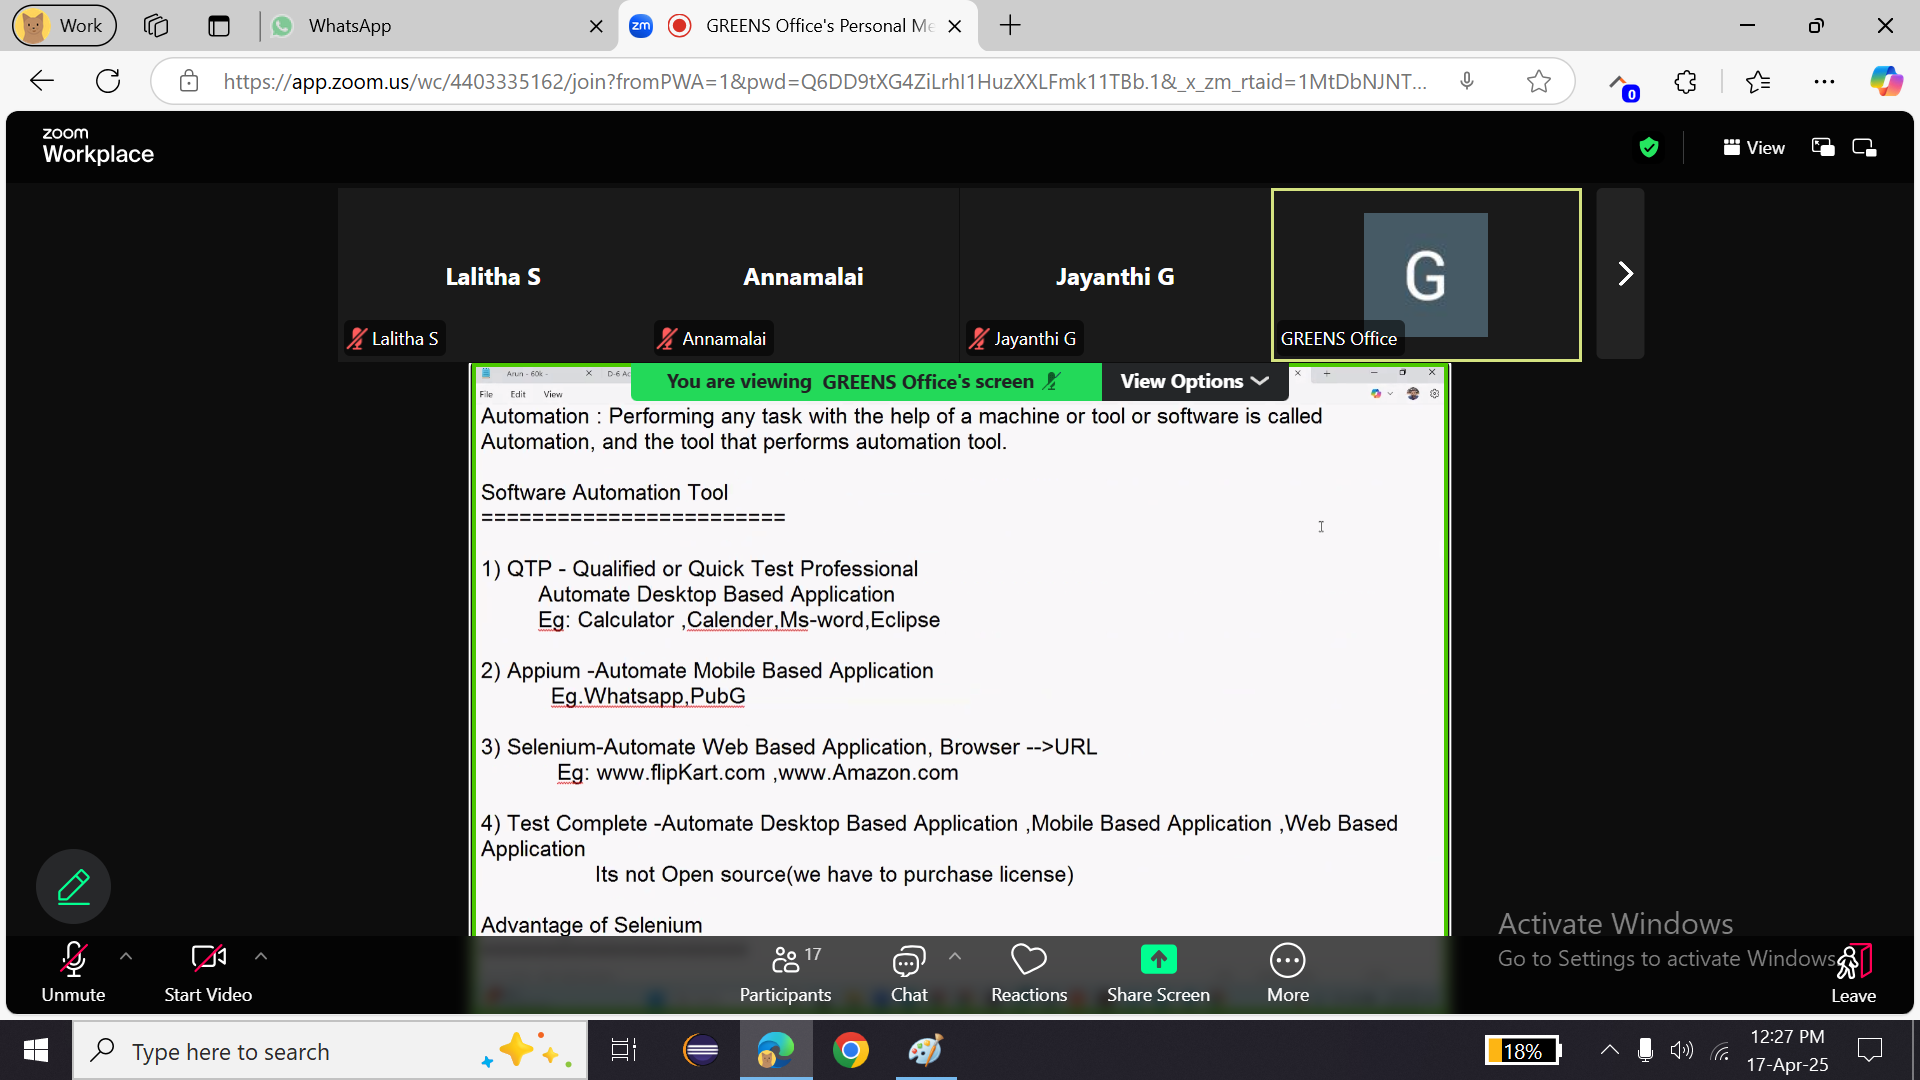 Work
WhatsApp
zm
GREENS Office's Personal Me
https://app.zoom.us/wc/4403335162/join?fromPWA=1&pwd=Q6DD9tXG4ZiLrhI1HuzXXLFmk11TBb.1&_x_zm_rtaid=1MtDbNJNT...
0
zoom
Workplace
View
Lalitha S
Annamalai
Jayanthi G
G
Lalitha S
Annamalai
Jayanthi G
GREENS Office
Arun - 60k -
You are viewing GREENS Office's screen
View Options
File Edit View
Automation : Performing any task with the help of a machine or tool or software is called
Automation, and the tool that performs automation tool.
Software Automation Tool
========================
1) QTP - Qualified or Quick Test Professional
Automate Desktop Based Application
Eg: Calculator ,Calender,Ms-word,Eclipse
2) Appium -Automate Mobile Based Application
Eg.Whatsapp,PubG
3) Selenium-Automate Web Based Application, Browser -->URL
Eg: www.flipKart.com ,www.Amazon.com
4) Test Complete -Automate Desktop Based Application ,Mobile Based Application ,Web Based
Application
Its not Open source(we have to purchase license)
Advantage of Selenium
Activate Windows
Go to Settings to activate Windows.
17
Unmute
Start Video
Participants
Chat
Reactions
Share Screen
More
Leave
Type here to search
18%
12:27 PM
17-Apr-25